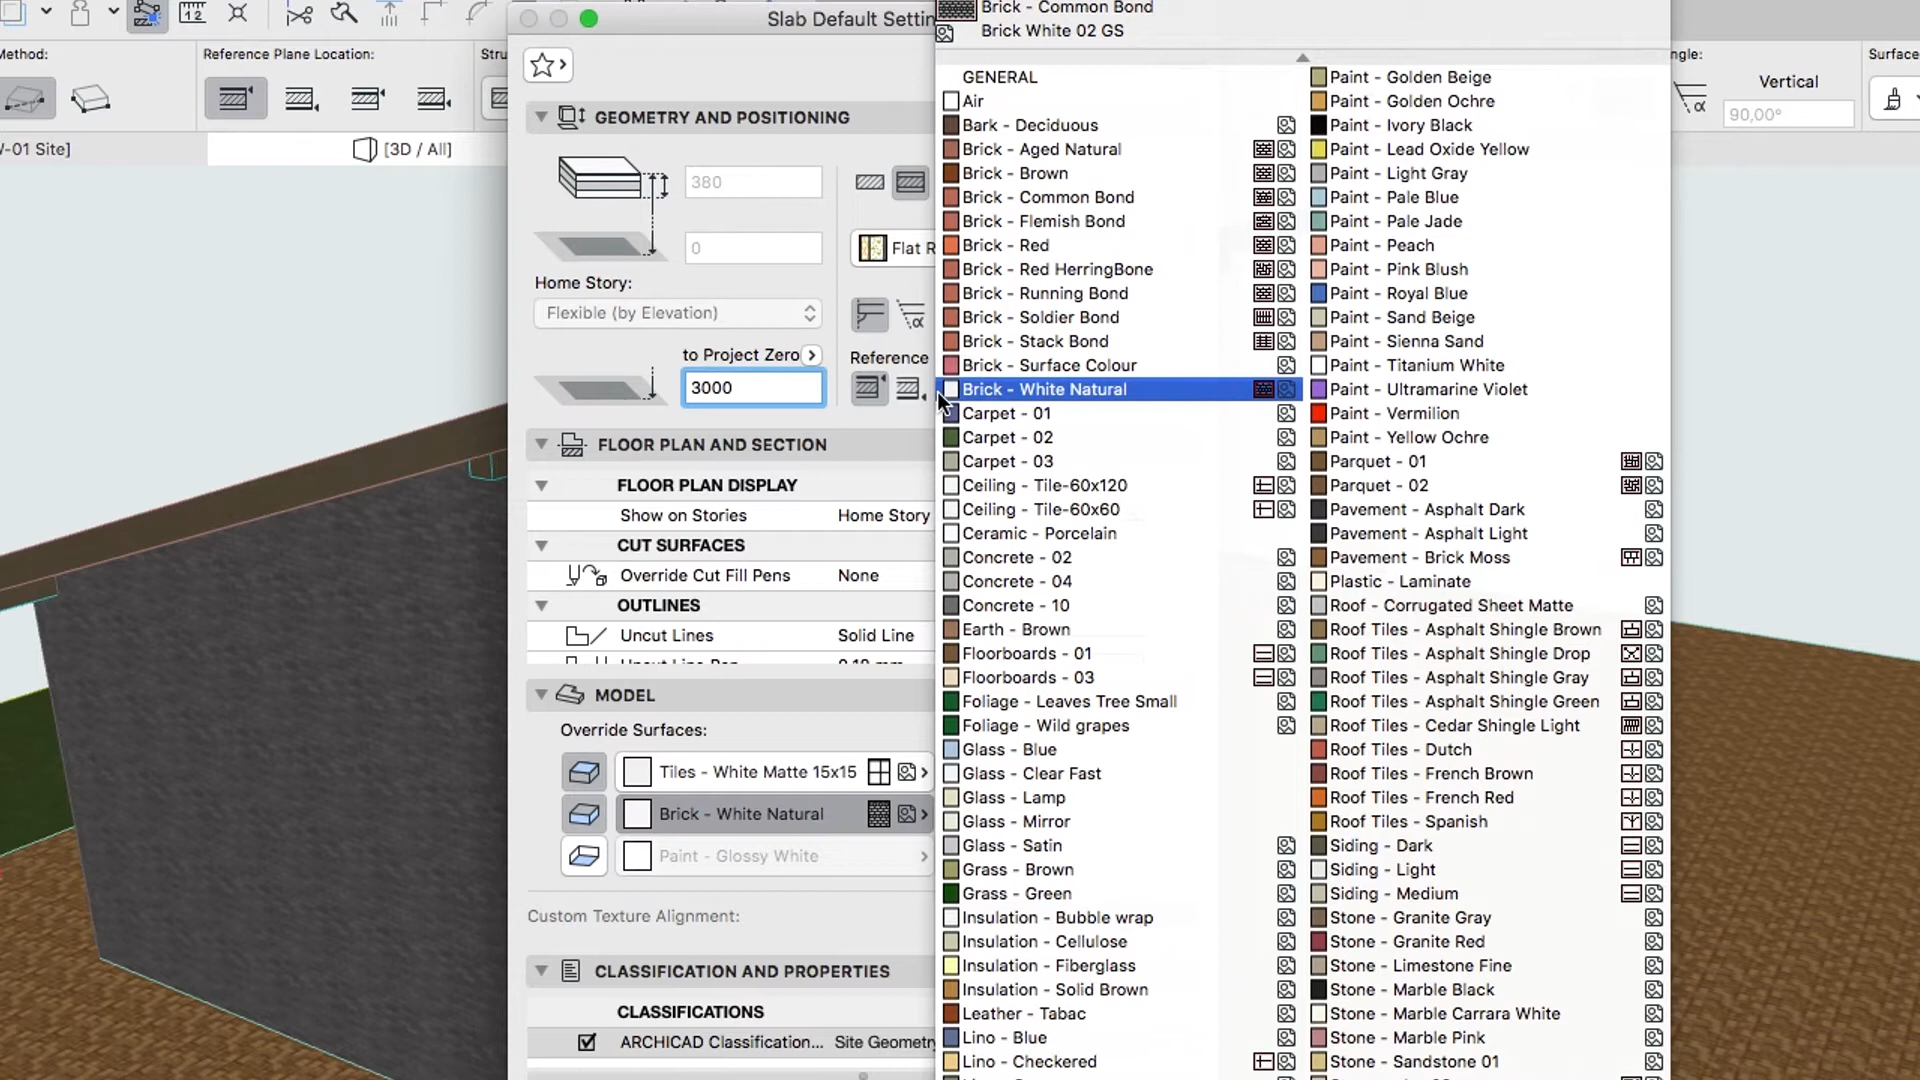 Slab Default Settin
Brick - Common Bond
Brick White 02 GS
Method:
Reference Plane Location:
Stru
ngle:
Vertical
90,00°
Surface
V-01 Site]
[3D / All]
GEOMETRY AND POSITIONING
380
0
Home Story:
Flexible (by Elevation)
to Project Zero
3000
Flat R
Reference
FLOOR PLAN AND SECTION
FLOOR PLAN DISPLAY
Show on Stories Home Story
CUT SURFACES
Override Cut Fill Pens None
OUTLINES
Uncut Lines Solid Line
MODEL
Override Surfaces:
Tiles - White Matte 15x15
Brick - White Natural
Paint - Glossy White
Custom Texture Alignment:
CLASSIFICATION AND PROPERTIES
CLASSIFICATIONS
ARCHICAD Classification... Site Geometry
GENERAL
Air
Bark - Deciduous
Brick - Aged Natural
Brick - Brown
Brick - Common Bond
Brick - Flemish Bond
Brick - Red
Brick - Red HerringBone
Brick - Running Bond
Brick - Soldier Bond
Brick - Stack Bond
Brick - Surface Colour
Brick - White Natural
Carpet - 01
Carpet - 02
Carpet - 03
Ceiling - Tile-60x120
Ceiling - Tile-60x60
Ceramic - Porcelain
Concrete - 02
Concrete - 04
Concrete - 10
Earth - Brown
Floorboards - 01
Floorboards - 03
Foliage - Leaves Tree Small
Foliage - Wild grapes
Glass - Blue
Glass - Clear Fast
Glass - Lamp
Glass - Mirror
Glass - Satin
Grass - Brown
Grass - Green
Insulation - Bubble wrap
Insulation - Cellulose
Insulation - Fiberglass
Insulation - Solid Brown
Leather - Tabac
Lino - Blue
Lino - Checkered
Paint - Golden Beige
Paint - Golden Ochre
Paint - Ivory Black
Paint - Lead Oxide Yellow
Paint - Light Gray
Paint - Pale Blue
Paint - Pale Jade
Paint - Peach
Paint - Pink Blush
Paint - Royal Blue
Paint - Sand Beige
Paint - Sienna Sand
Paint - Titanium White
Paint - Ultramarine Violet
Paint - Vermilion
Paint - Yellow Ochre
Parquet - 01
Parquet - 02
Pavement - Asphalt Dark
Pavement - Asphalt Light
Pavement - Brick Moss
Plastic - Laminate
Roof - Corrugated Sheet Matte
Roof Tiles - Asphalt Shingle Brown
Roof Tiles - Asphalt Shingle Drop
Roof Tiles - Asphalt Shingle Gray
Roof Tiles - Asphalt Shingle Green
Roof Tiles - Cedar Shingle Light
Roof Tiles - Dutch
Roof Tiles - French Brown
Roof Tiles - French Red
Roof Tiles - Spanish
Siding - Dark
Siding - Light
Siding - Medium
Stone - Granite Gray
Stone - Granite Red
Stone - Limestone Fine
Stone - Marble Black
Stone - Marble Carrara White
Stone - Marble Pink
Stone - Sandstone 01